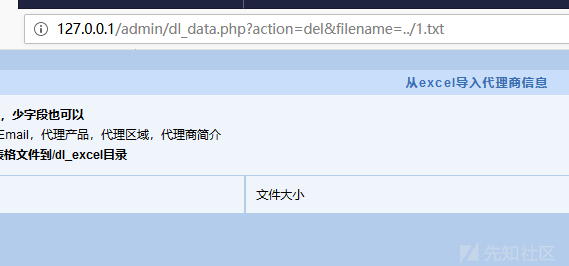 127.0.0.1/admin/dl_data.php?action=del&filename=../1.txt
从excel导入代理商信息
，少字段也可以
Email，代理产品，代理区域，代理商简介
格文件到/dl_excel目录
文件大小
先知社区